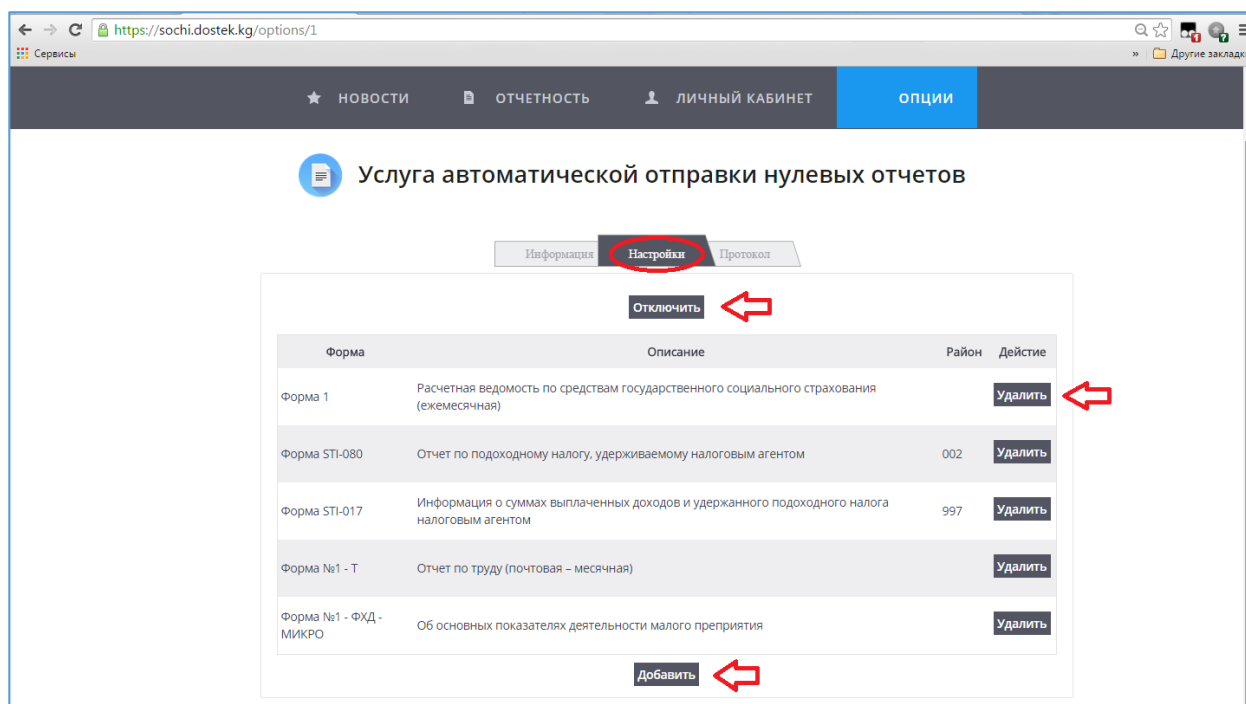 https://sochi.dostek.kg/options/1
Сервисы
» Другие закладк
НОВОСТИ ОТЧЕТНОСТЬ ЛИЧНЫЙ КАБИНЕТ ОПЦИИ
Услуга автоматической отправки нулевых отчетов
Информация Настройки Протокол
Отключить
Форма Описание Район Дейстие
Форма 1 Расчетная ведомость по средствам государственного социального страхования
(ежемесячная) Удалить
Форма STI-080 Отчет по подоходному налогу, удерживаемому налоговым агентом 002 Удалить
Форма STI-017 Информация о суммах выплаченных доходов и удержанного подоходного налога
налоговым агентом 997 Удалить
Форма №1 - Т Отчет по труду (почтовая – месячная) Удалить
Форма №1 - ФХД -
МИКРО Об основных показателях деятельности малого преприятия Удалить
Добавить